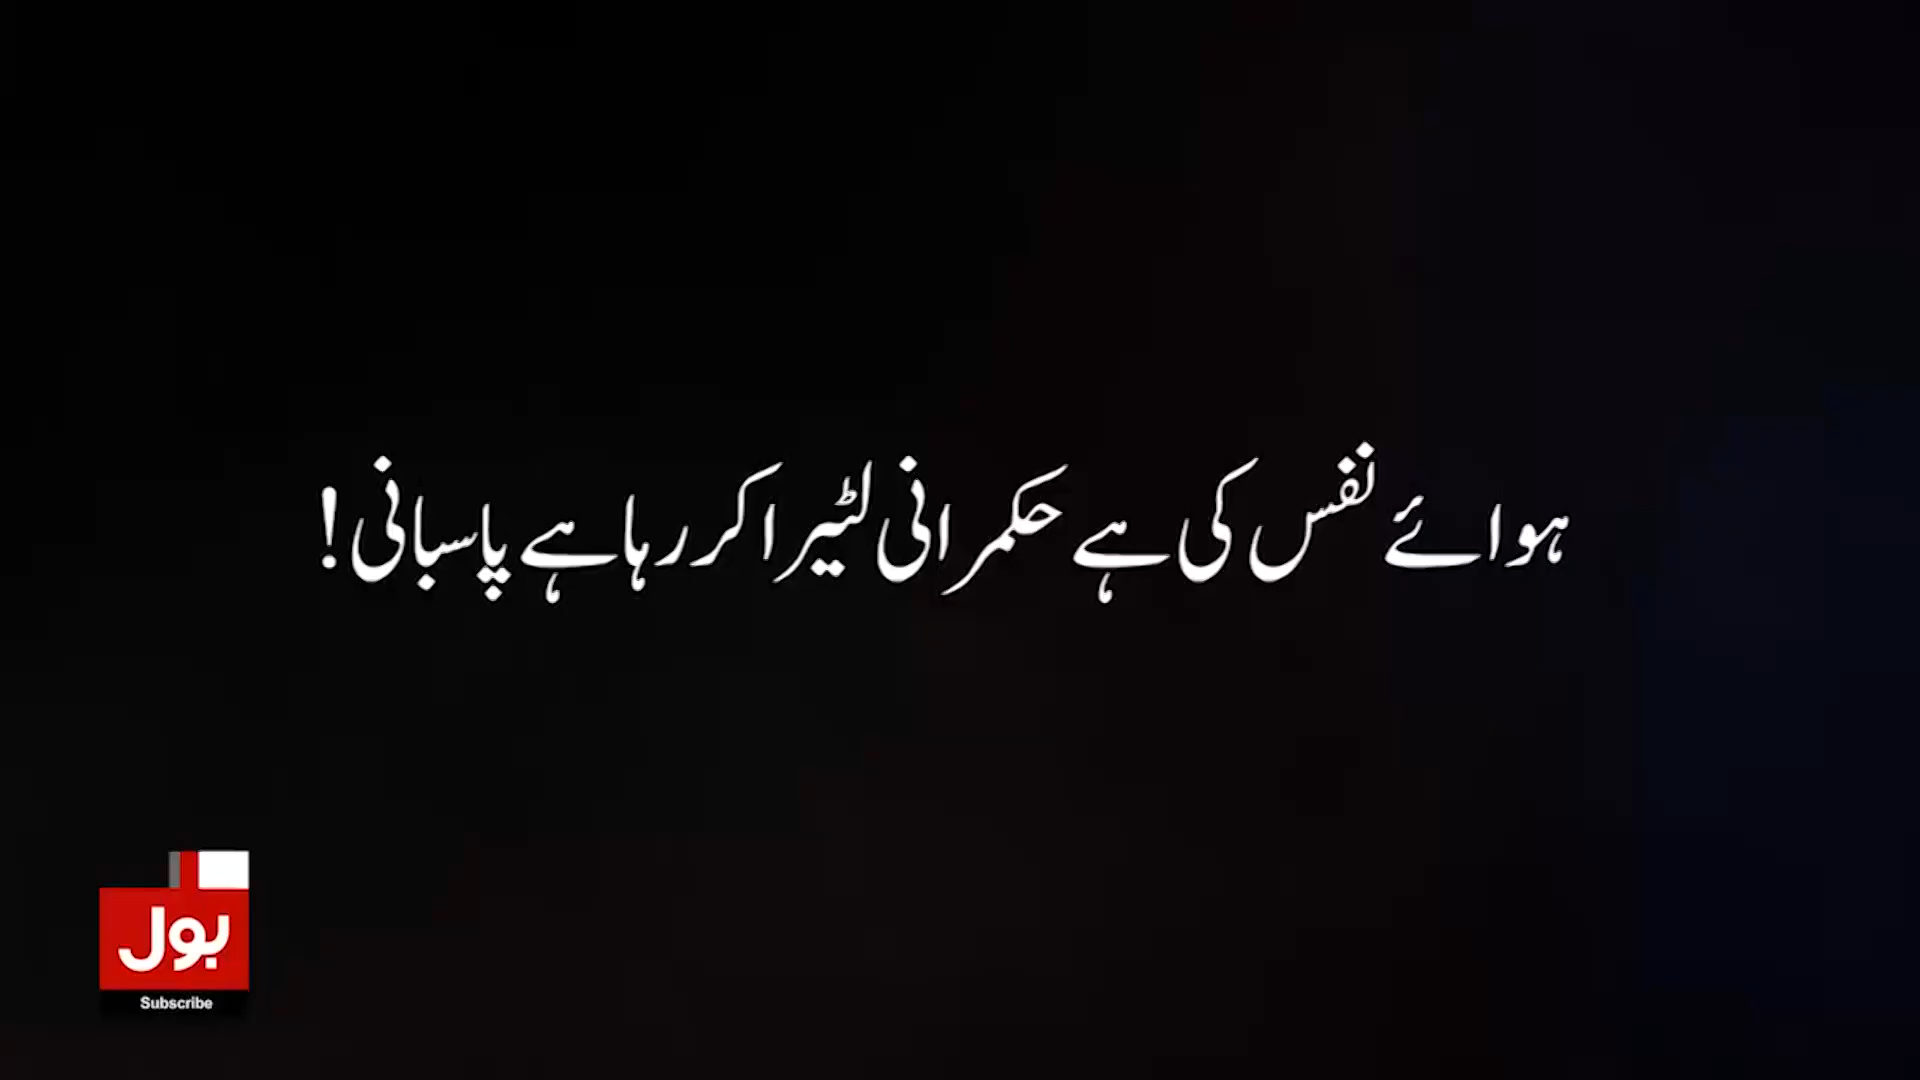 ہوائے نفس کی ہے حکمرانی لٹیرا کر رہا ہے پاسبانی!
بول
Subscribe